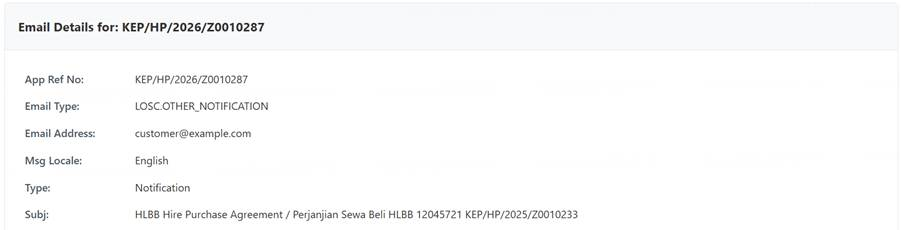 Email Details for: KEP/HP/2026/Z0010287
App Ref No: KEP/HP/2026/Z0010287
Email Type: LOSC.OTHER_NOTIFICATION
Email Address: customer@example.com
Msg Locale: English
Type: Notification
Subj: HLBB Hire Purchase Agreement / Perjanjian Sewa Beli HLBB 12045721 KEP/HP/2025/Z0010233